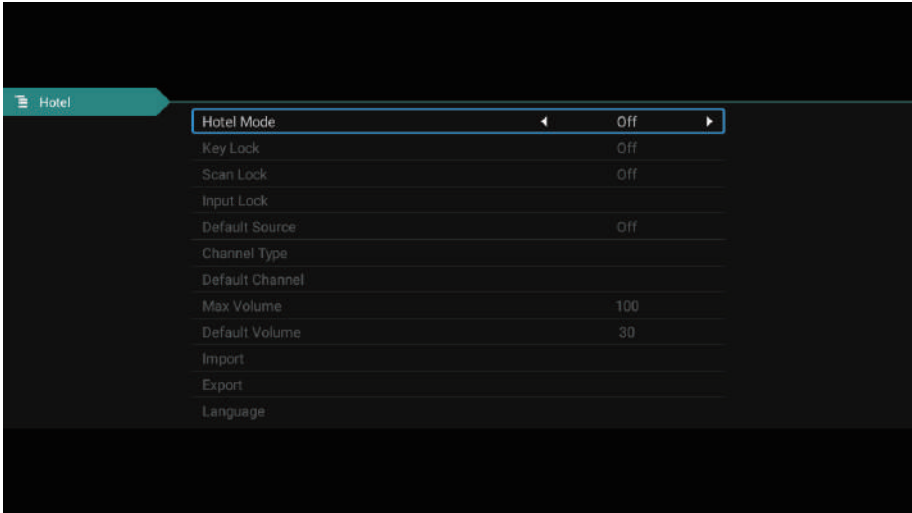 Hotel
Hotel Mode Off
Key Lock Off
Scan Lock Off
Input Lock
Default Source Off
Channel Type
Default Channel
Max Volume 100
Default Volume 30
Import
Export
Language